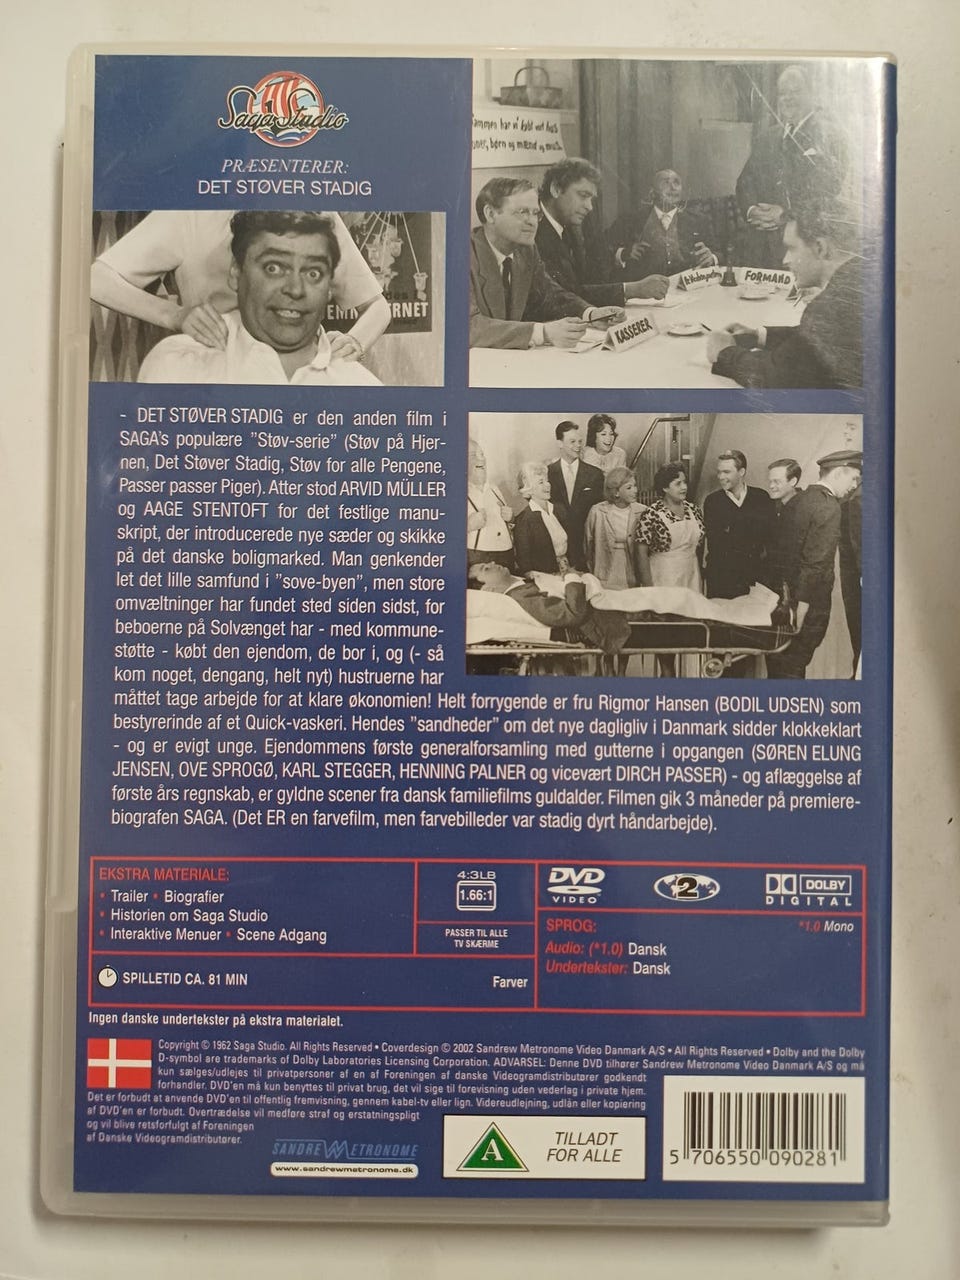 Saga Studio
PRÆSENTERER:
DET STØVER STADIG
ammen har vi købt vort
børn og mænd og
KASSERER
FORMAND
RNET
- DET STØVER STADIG er den anden film i
SAGA's populære "Støv-serie" (Støv på Hjer-
nen, Det Støver Stadig, Støv for alle Pengene,
Passer passer Piger). Atter stod ARVID MÜLLER
og AAGE STENTOFT for det festlige manu-
skript, der introducerede nye sæder og skikke
på det danske boligmarked. Man genkender
let det lille samfund i "sove-byen", men store
omvæltninger har fundet sted siden sidst, for
beboerne på Solvænget har - med kommune-
støtte - købt den ejendom, de bor i, og (- så
kom noget, dengang, helt nyt) hustruerne har
måttet tage arbejde for at klare økonomien! Helt forrygende er fru Rigmor Hansen (BODIL UDSEN) som
bestyrerinde af et Quick-vaskeri. Hendes "sandheder" om det nye dagligliv i Danmark sidder klokkeklart
- og er evigt unge. Ejendommens første generalforsamling med gutterne i opgangen (SØREN ELUNG
JENSEN, OVE SPROGØ, KARL STEGGER, HENNING PALNER og vicevært DIRCH PASSER) - og aflæggelse af
første års regnskab, er gyldne scener fra dansk familiefilms guldalder. Filmen gik 3 måneder på premiere-
biografen SAGA. (Det ER en farvefilm, men farvebilleder var stadig dyrt håndarbejde).
EKSTRA MATERIALE:
• Trailer • Biografier
• Historien om Saga Studio
• Interaktive Menuer • Scene Adgang
SPILLETID CA. 81 MIN
Farver
4:3LB
1.66:1
PASSER TIL ALLE
TV SKÆRME
DVD
VIDEO
2
DOLBY
DIGITAL
SPROG:
*1.0 Mono
Audio: (*1.0) Dansk
Undertekster: Dansk
Ingen danske undertekster på ekstra materialet.
Copyright © 1962 Saga Studio. All Rights Reserved • Coverdesign © 2002 Sandrew Metronome Video Danmark A/S • All Rights Reserved • Dolby and the Dolby
D-symbol are trademarks of Dolby Laboratories Licensing Corporation. ADVARSEL: Denne DVD tilhører Sandrew Metronome Video Danmark A/S og må
kun sælges/udlejes til privatpersoner af en af Foreningen af danske Videogramdistributører godkendt
forhandler. DVD'en må kun benyttes til privat brug, det vil sige til forevisning uden vederlag i private hjem.
Det er forbudt at anvende DVD'en til offentlig fremvisning, gennem kabel-tv eller lign. Videreudlejning, udlån eller kopiering
af DVD'en er forbudt. Overtrædelse vil medføre straf og erstatningspligt
og vil blive retsforfulgt af Foreningen
af Danske Videogramdistributører.
SANDREW METRONOME
www.sandrewmetronome.dk
A
TILLADT
FOR ALLE
5 706550 090281